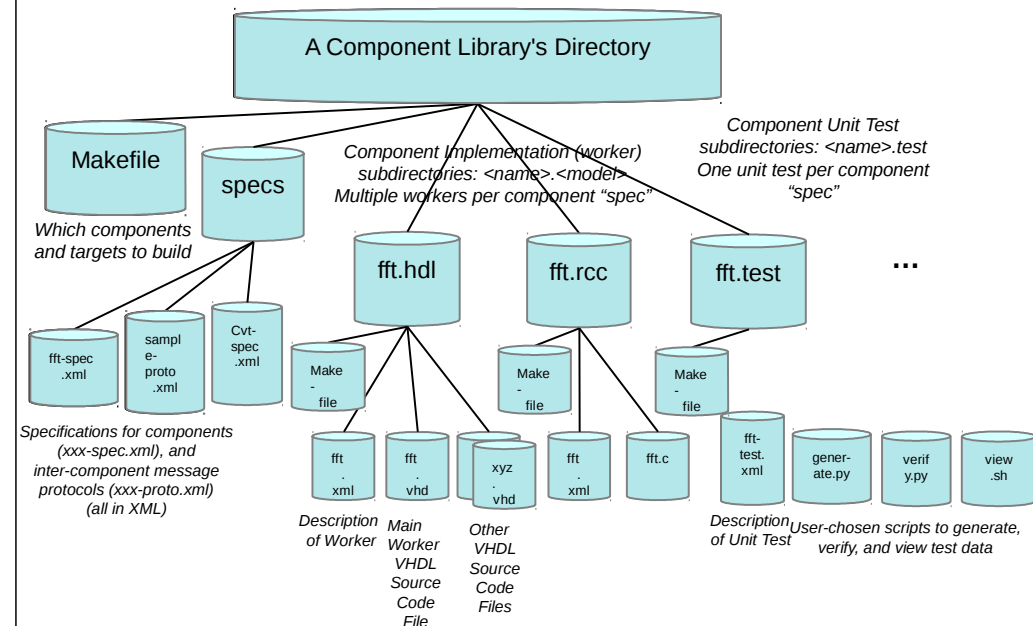 A Component Library's Directory
Makefile
Which components
and targets to build
specs
Component Implementation (worker)
subdirectories: <name>.<model>
Multiple workers per component “spec”
Component Unit Test
subdirectories: <name>.test
One unit test per component
“spec”
fft.hdl
fft.rcc
fft.test
...
fft-spec
.xml
sampl
e-
proto
.xml
Cvt-
spec
.xml
Specifications for components
(xxx-spec.xml), and
inter-component message
protocols (xxx-proto.xml)
(all in XML)
Make
-
file
fft
.
xml
Description
of Worker
fft
.
vhd
Main
Worker
VHDL
Source
Code
File
xyz
.
vhd
Other
VHDL
Source
Code
Files
Make
-
file
fft
.
xml
fft.c
Make
-
file
fft-
test.
xml
Description
of Unit Test
gener-
ate.py
verif
y.py
view
.sh
User-chosen scripts to generate,
verify, and view test data